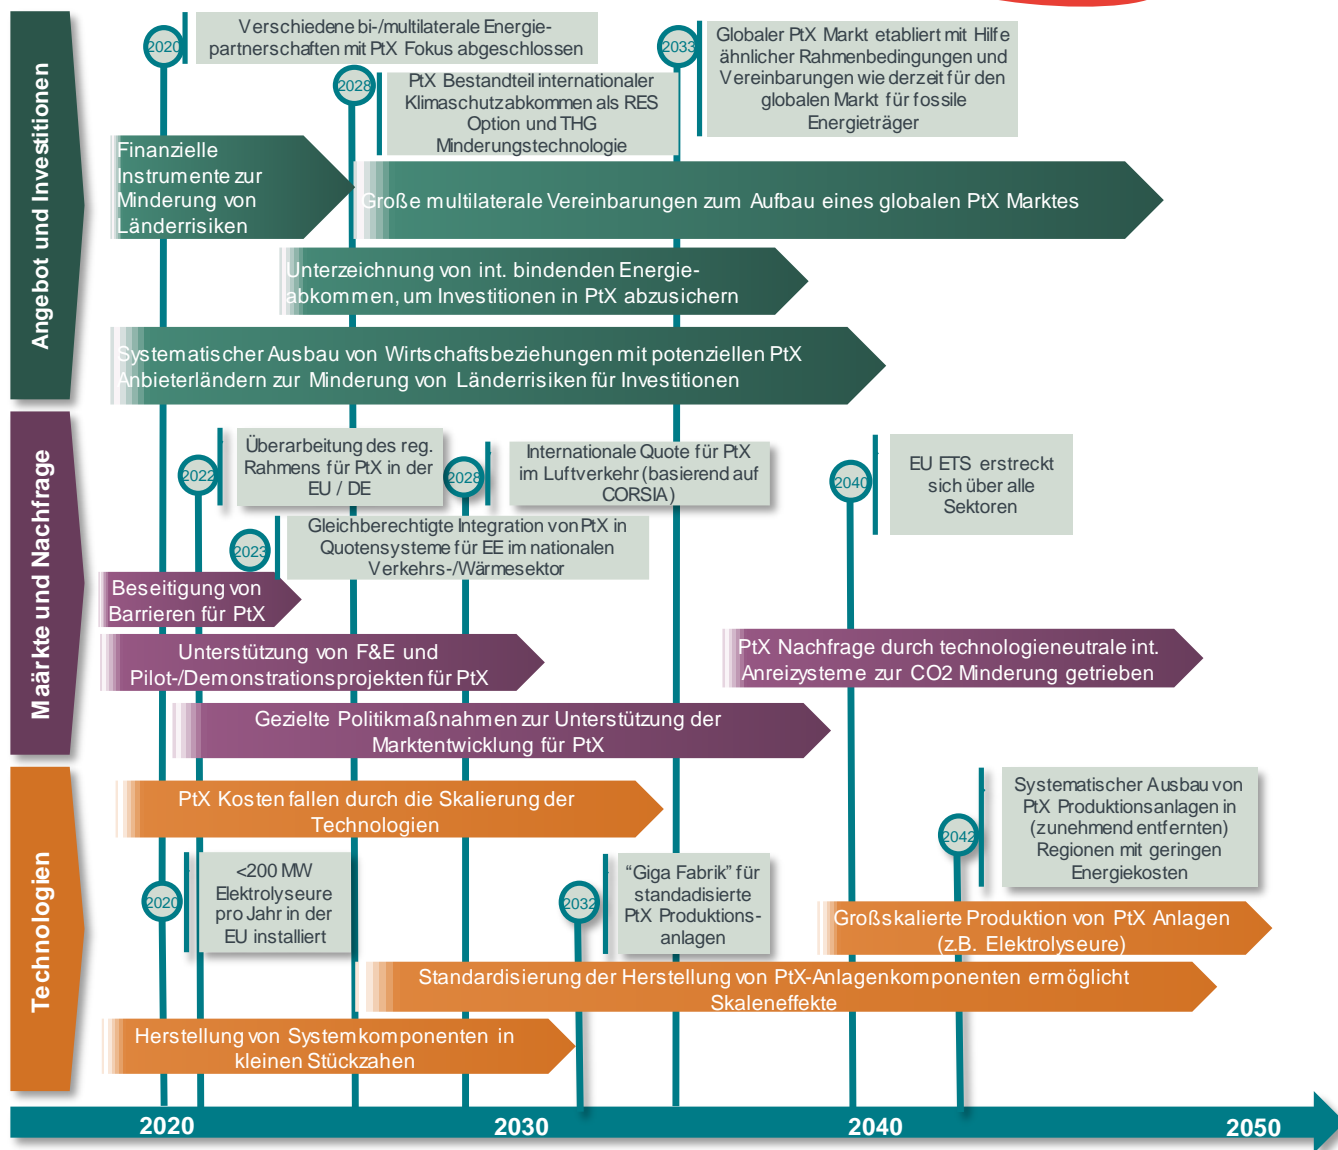 Angebot und Investitionen
2020
Verschiedene bi-/multilaterale Energie-
partnerschaften mit PtX Fokus abgeschlossen
2028
PtX Bestandteil internationaler
Klimaschutzabkommen als RES
Option und THG
Minderungstechnologie
2033
Globaler PtX Markt etabliert mit Hilfe
ähnlicher Rahmenbedingungen und
Vereinbarungen wie derzeit für den
globalen Markt für fossile
Energieträger
Finanzielle
Instrumente zur
Minderung von
Länderrisiken
Große multilaterale Vereinbarungen zum Aufbau eines globalen PtX Marktes
Unterzeichnung von int. bindenden Energie-
abkommen, um Investitionen in PtX abzusichern
Systematischer Ausbau von Wirtschaftsbeziehungen mit potenziellen PtX
Anbieterländern zur Minderung von Länderrisiken für Investitionen
Maärkte und Nachfrage
2022
Überarbeitung des reg.
Rahmens für PtX in der
EU / DE
2028
Internationale Quote für PtX
im Luftverkehr (basierend auf
CORSIA)
2040
EU ETS erstreckt
sich über alle
Sektoren
2023
Gleichberechtigte Integration von PtX in
Quotensysteme für EE im nationalen
Verkehrs-/Wärmesektor
Beseitigung von
Barrieren für PtX
Unterstützung von F&E und
Pilot-/Demonstrationsprojekten für PtX
PtX Nachfrage durch technologieneutrale int.
Anreizysteme zur CO2 Minderung getrieben
Gezielte Politikmaßnahmen zur Unterstützung der
Marktentwicklung für PtX
Technologien
PtX Kosten fallen durch die Skalierung der
Technologien
2042
Systematischer Ausbau von
PtX Produktionsanlagen in
(zunehmend entfernten)
Regionen mit geringen
Energiekosten
2020
<200 MW
Elektrolyseure
pro Jahr in der
EU installiert
2032
“Giga Fabrik” für
standadisierte
PtX Produktions-
anlagen
Großskalierte Produktion von PtX Anlagen
(z.B. Elektrolyseure)
Standardisierung der Herstellung von PtX-Anlagenkomponenten ermöglicht
Skaleneffekte
Herstellung von Systemkomponenten in
kleinen Stückzahen
2020
2030
2040
2050